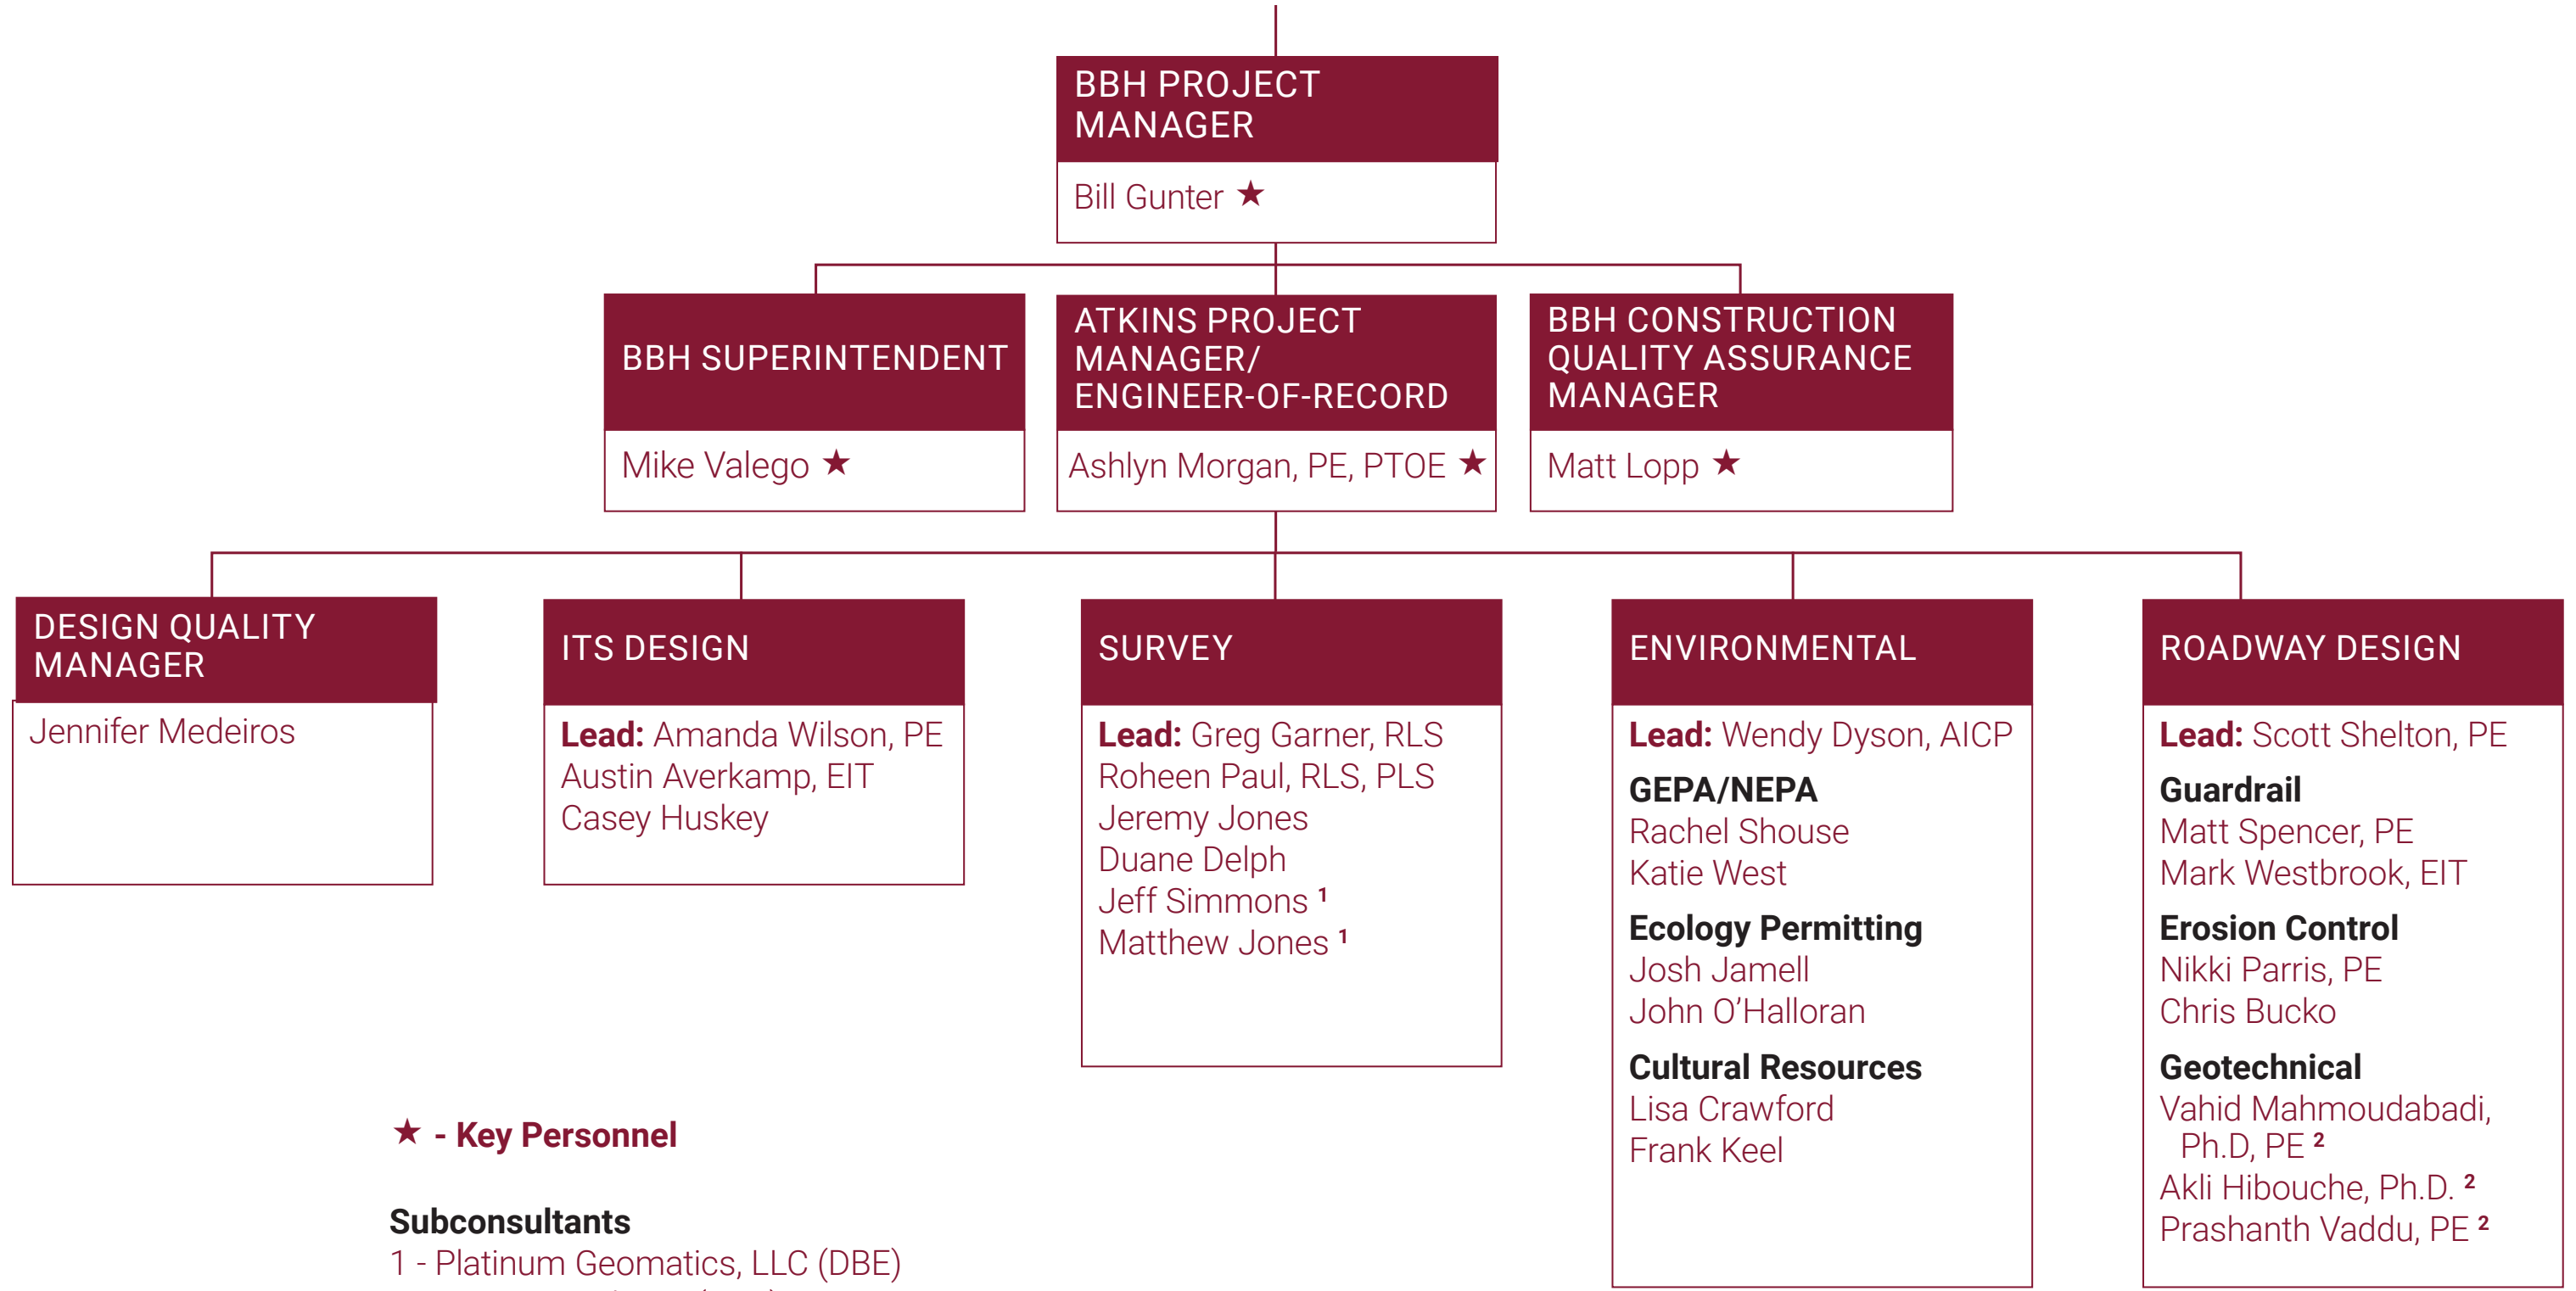 BBH PROJECT
MANAGER
Bill Gunter ★
BBH SUPERINTENDENT
Mike Valego ★
ATKINS PROJECT
MANAGER/
ENGINEER-OF-RECORD
Ashlyn Morgan, PE, PTOE ★
BBH CONSTRUCTION
QUALITY ASSURANCE
MANAGER
Matt Lopp ★
DESIGN QUALITY
MANAGER
Jennifer Medeiros
ITS DESIGN
Lead: Amanda Wilson, PE
Austin Averkamp, EIT
Casey Huskey
SURVEY
Lead: Greg Garner, RLS
Roheen Paul, RLS, PLS
Jeremy Jones
Duane Delph
Jeff Simmons 1
Matthew Jones 1
ENVIRONMENTAL
Lead: Wendy Dyson, AICP
GEPA/NEPA
Rachel Shouse
Katie West
Ecology Permitting
Josh Jamell
John O’Halloran
Cultural Resources
Lisa Crawford
Frank Keel
ROADWAY DESIGN
Lead: Scott Shelton, PE
Guardrail
Matt Spencer, PE
Mark Westbrook, EIT
Erosion Control
Nikki Parris, PE
Chris Bucko
Geotechnical
Vahid Mahmoudabadi,
Ph.D, PE 2
Akli Hibouche, Ph.D. 2
Prashanth Vaddu, PE 2
★ - Key Personnel
Subconsultants
1 - Platinum Geomatics, LLC (DBE)